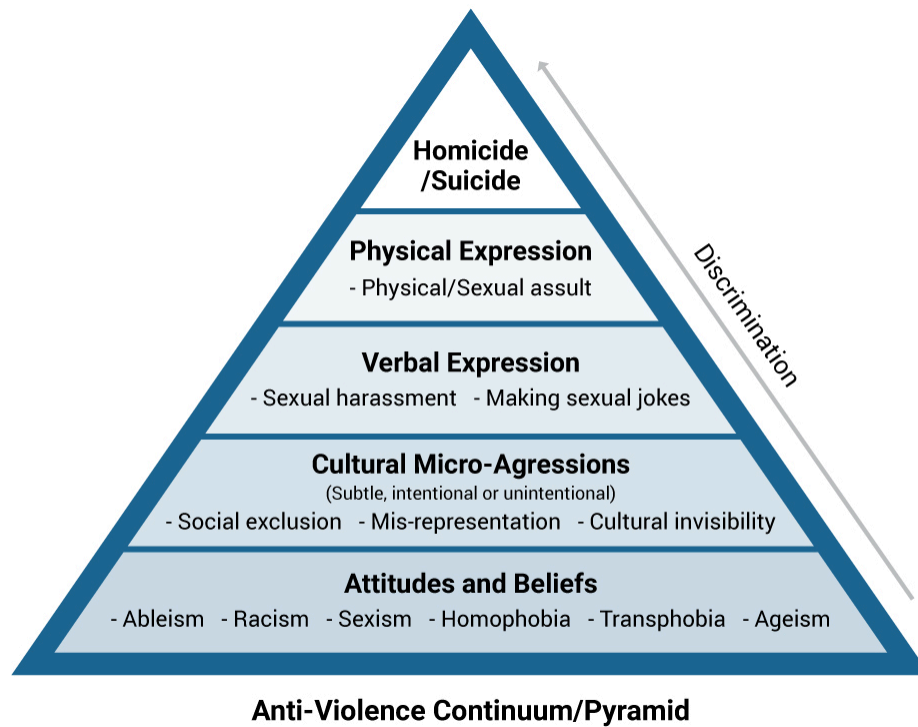 Homicide
/Suicide
Physical Expression
- Physical/Sexual assult
Discrimination
Verbal Expression
- Sexual harassment - Making sexual jokes
Cultural Micro-Agressions
(Subtle, intentional or unintentional)
- Social exclusion - Mis-representation - Cultural invisibility
Attitudes and Beliefs
- Ableism - Racism - Sexism - Homophobia - Transphobia - Ageism
Anti-Violence Continuum/Pyramid